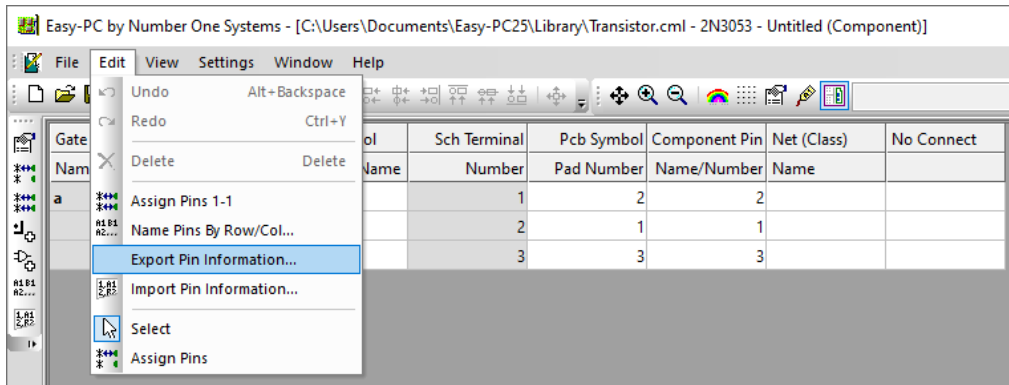 Easy-PC by Number One Systems - [C:\Users\Documents\Easy-PC25\Library\Transistor.cml - 2N3053 - Untitled (Component)]
File Edit View Settings Window Help
Undo Alt+Backspace
Redo Ctrl+Y
Gate Sch Terminal Pcb Symbol Component Pin Net (Class) No Connect
Delete Delete
Number Pad Number Name/Number Name
a 1 2 2
Assign Pins 1-1
Name Pins By Row/Col... 2 1 1
Export Pin Information... 3 3 3
Import Pin Information...
Select
Assign Pins